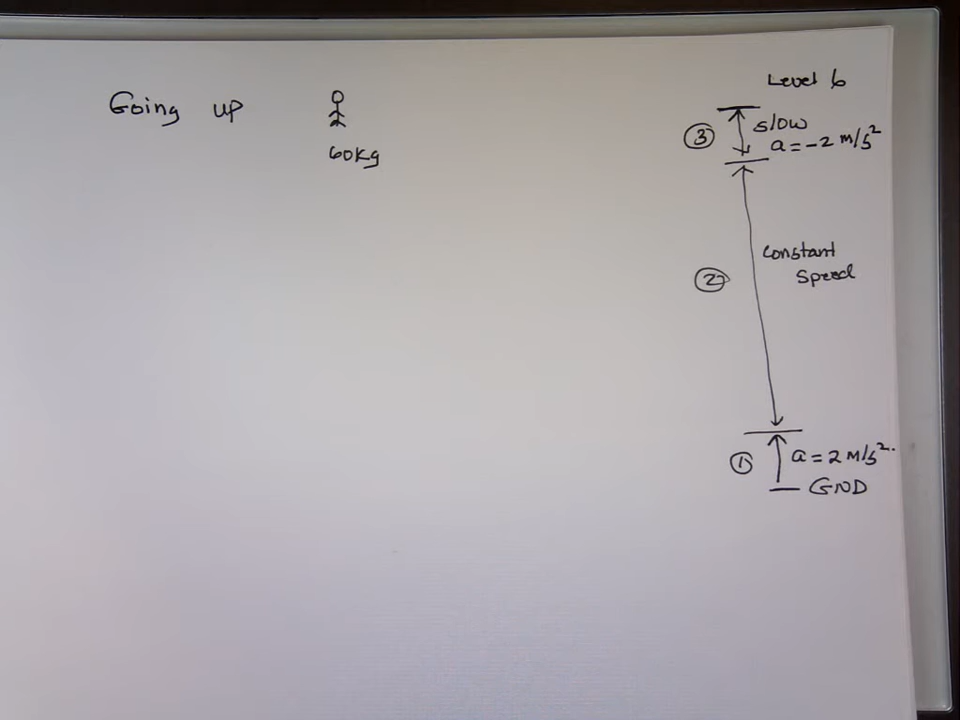 Going up
60Kg
Level 6
③ slow
a = -2 m/s²
② Constant
Speed
① a = 2 m/s²
GND